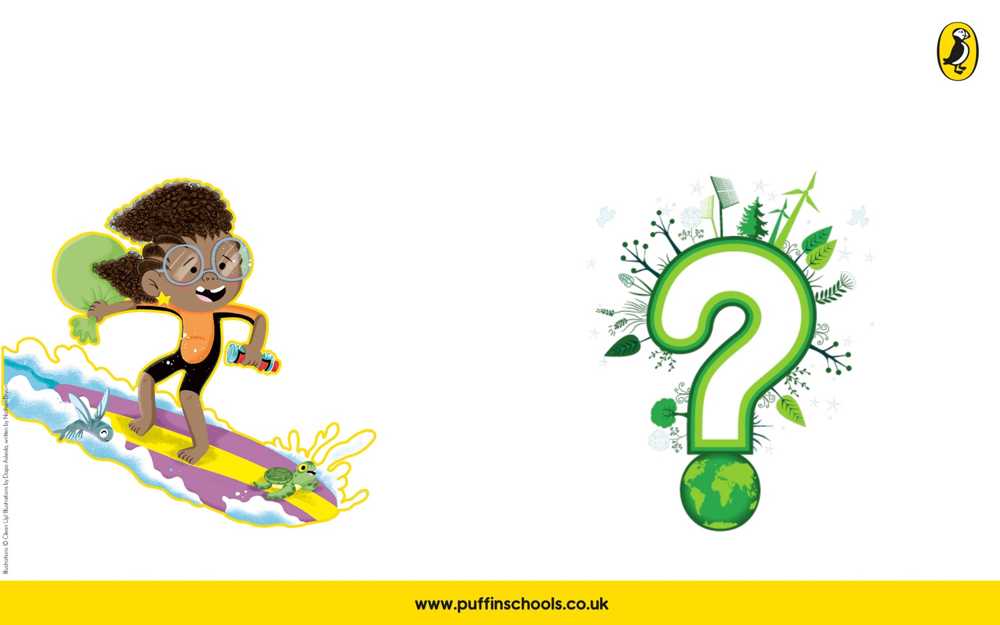 Illustrations © Clean Up! Illustrations by Dapo Adeola, written by Nathan Bryon
www.puffinschools.co.uk